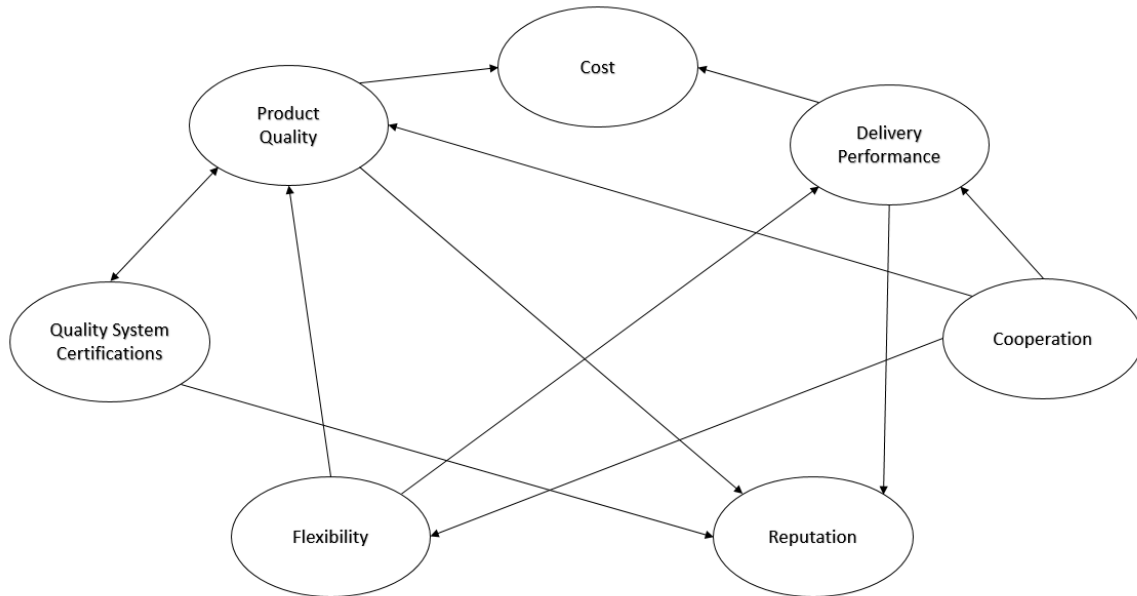 Cost
Product
Quality
Delivery
Performance
Quality System
Certifications
Cooperation
Flexibility
Reputation